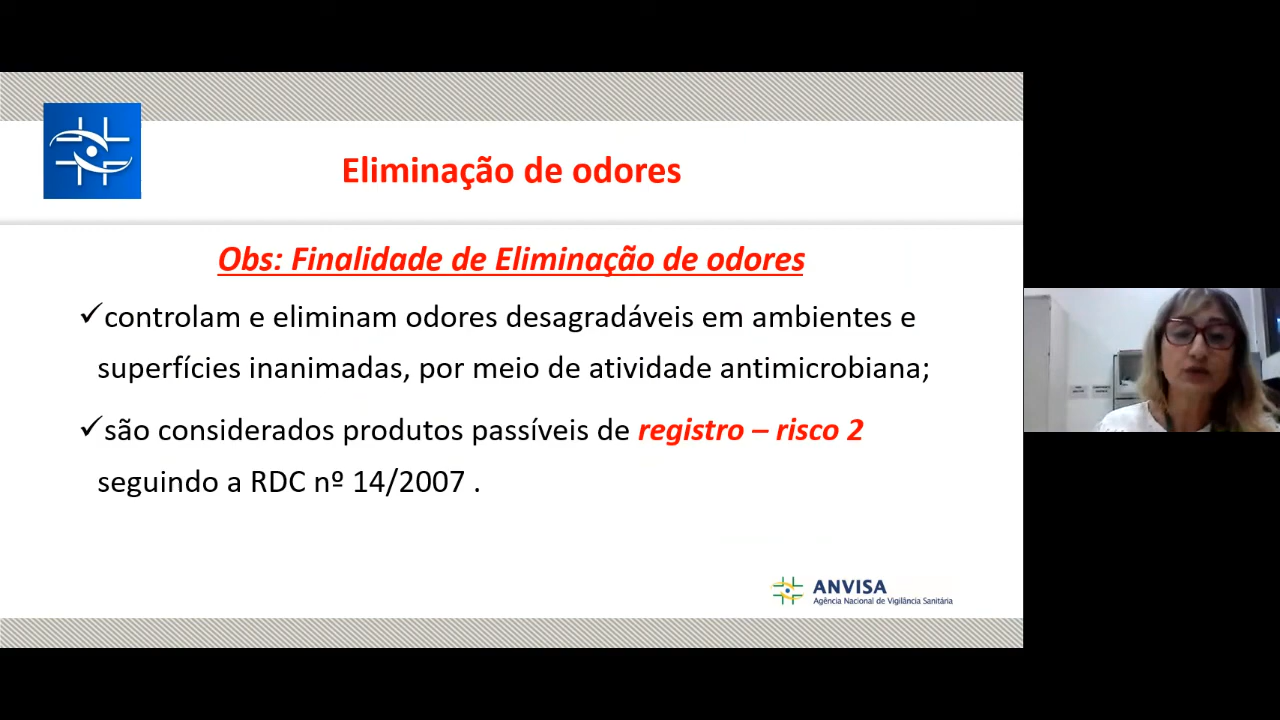 Eliminação de odores
Obs: Finalidade de Eliminação de odores
✓controlam e eliminam odores desagradáveis em ambientes e
superfícies inanimadas, por meio de atividade antimicrobiana;
✓são considerados produtos passíveis de registro – risco 2
seguindo a RDC nº 14/2007 .
ANVISA
Agência Nacional de Vigilância Sanitária